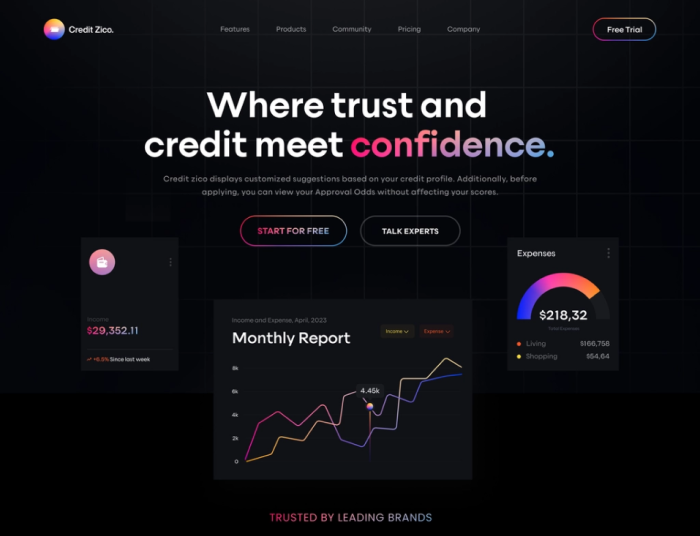 Credit Zico.
Features
Products
Community
Pricing
Company
Free Trial
Where trust and
credit meet confidence.
Credit zico displays customized suggestions based on your credit profile. Additionally, before
applying, you can view your Approval Odds without affecting your scores.
START FOR FREE
TALK EXPERTS
Income
$29,352.11
+6.5% Since last week
Income and Expense, April, 2023
Monthly Report
Income
Expense
8k
6k
4k
2k
0
4.45k
Expenses
$218,32
Total Expenses
Living $166,758
Shopping $54,64
TRUSTED BY LEADING BRANDS